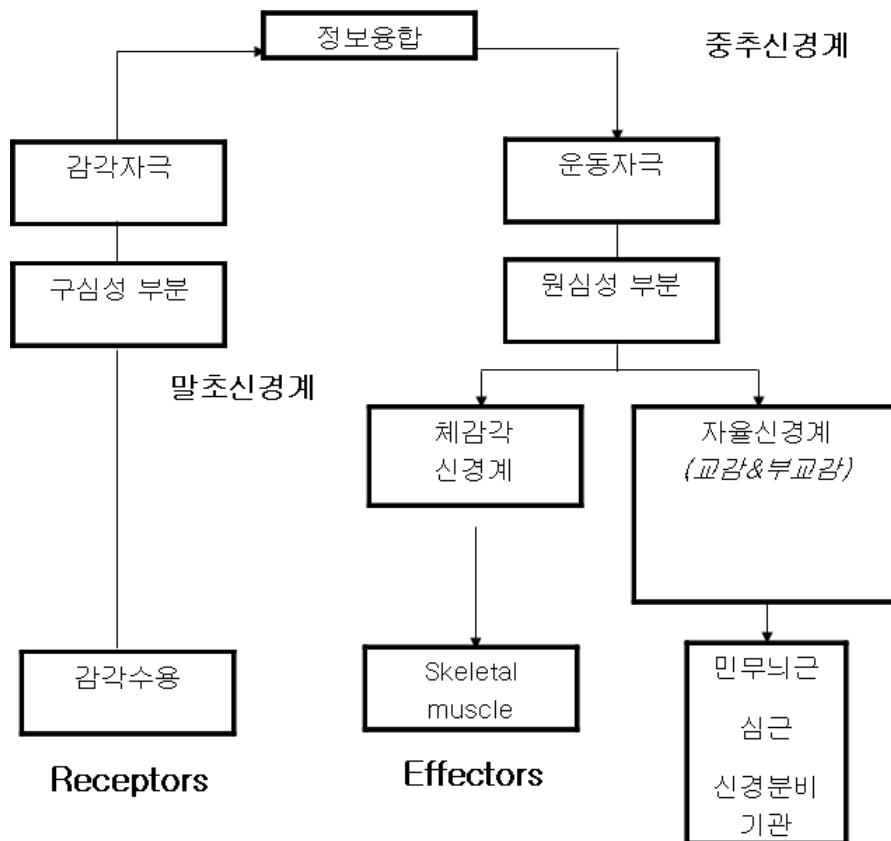 정보융합
중추신경계
감각자극
운동자극
구심성 부분
원심성 부분
말초신경계
체감각
신경계
자율신경계
(교감&부교감)
감각수용
Skeletal
muscle
민무늬근
심근
신경분비
기관
Receptors
Effectors